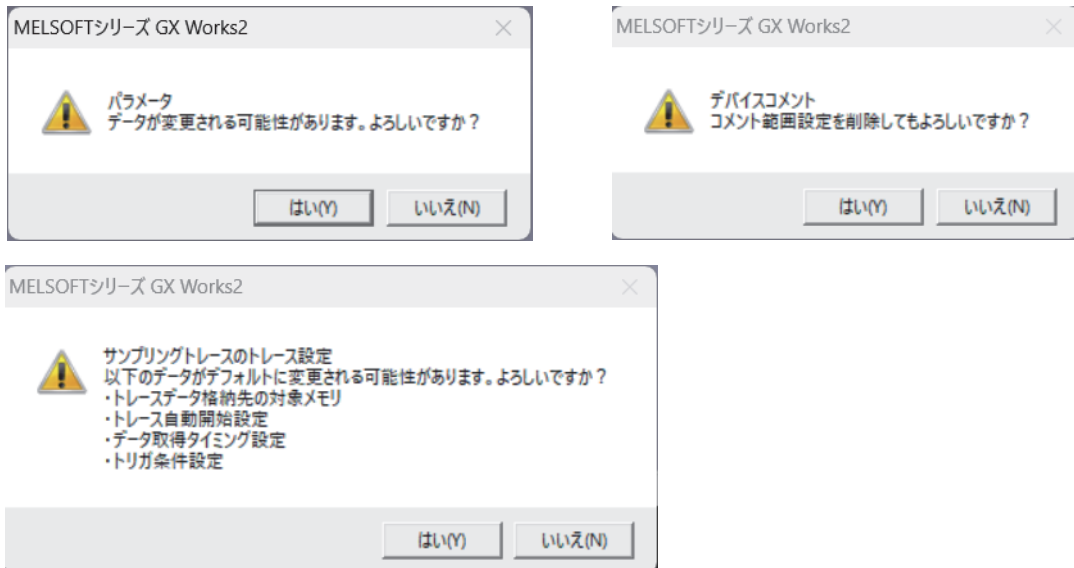 MELSOFTシリーズ GX Works2
パラメータ
データが変更される可能性があります。よろしいですか？
はい(Y)
いいえ(N)
MELSOFTシリーズ GX Works2
デバイスコメント
コメント範囲設定を削除してもよろしいですか？
はい(Y)
いいえ(N)
MELSOFTシリーズ GX Works2
サンプリングトレースのトレース設定
以下のデータがデフォルトに変更される可能性があります。よろしいですか？
・トレースデータ格納先の対象メモリ
・トレース自動開始設定
・データ取得タイミング設定
・トリガ条件設定
はい(Y)
いいえ(N)